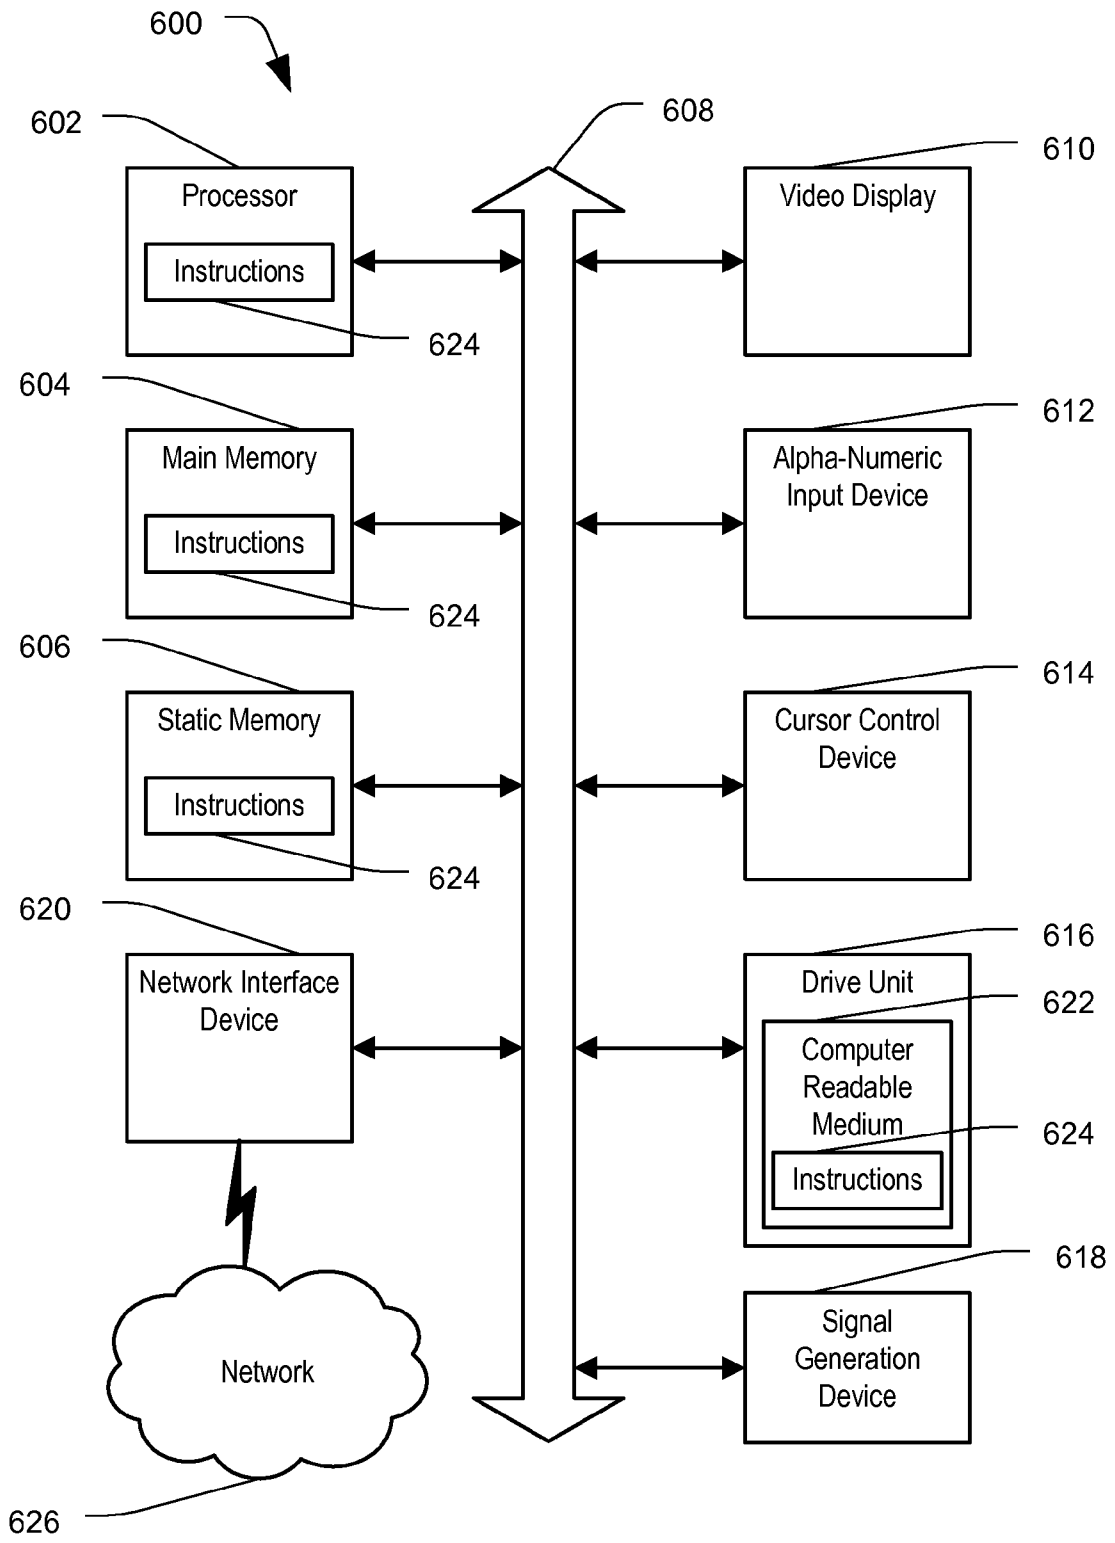 600
608
602
610
Processor
Video Display
Instructions
624
604
612
Main Memory
Alpha-Numeric
Input Device
Instructions
624
606
614
Static Memory
Cursor Control
Device
Instructions
624
620
616
Network Interface
Device
Drive Unit
622
Computer
Readable
Medium
624
Instructions
618
Signal
Generation
Device
Network
626